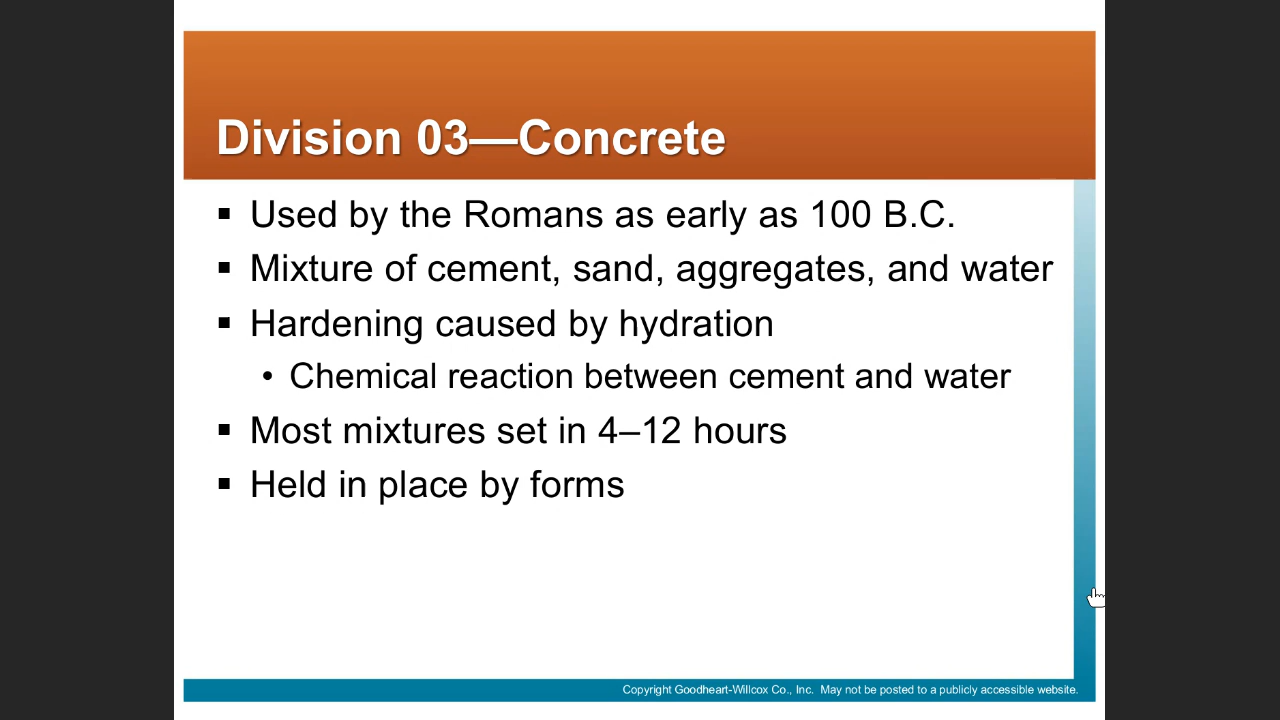 Division 03—Concrete
▪ Used by the Romans as early as 100 B.C.
▪ Mixture of cement, sand, aggregates, and water
▪ Hardening caused by hydration
• Chemical reaction between cement and water
▪ Most mixtures set in 4–12 hours
▪ Held in place by forms
Copyright Goodheart-Willcox Co., Inc. May not be posted to a publicly accessible website.